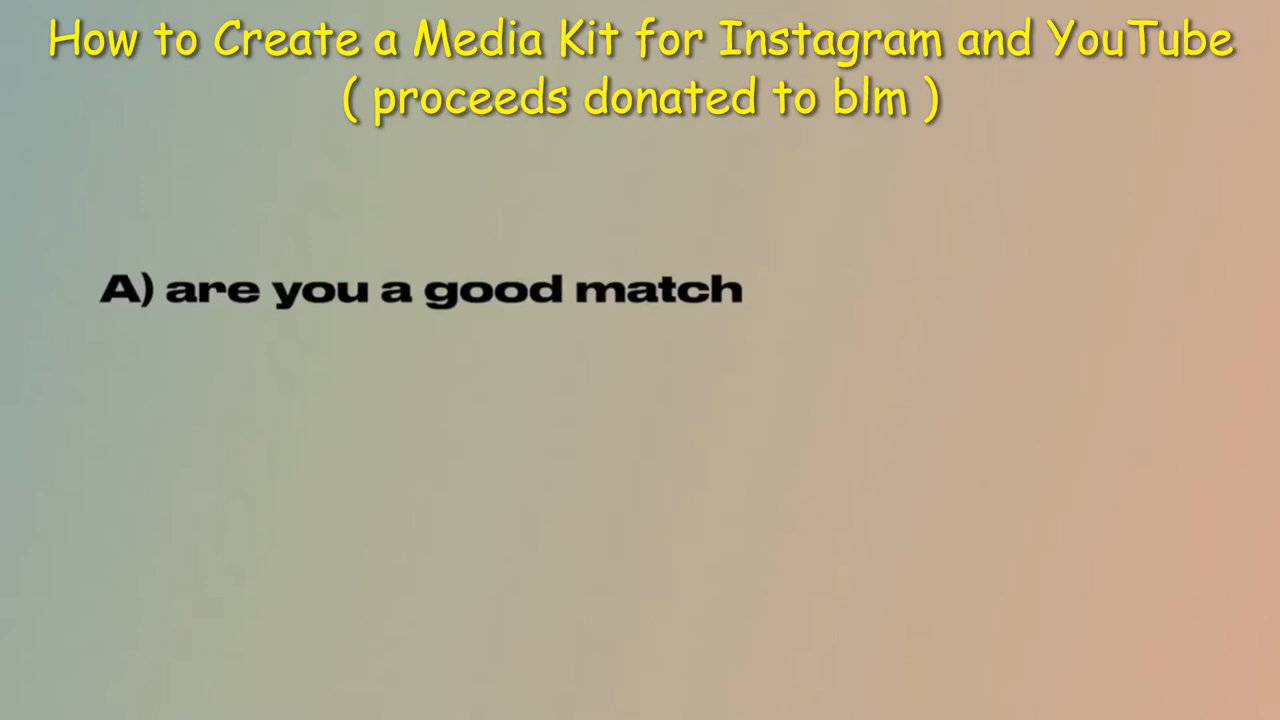 How to Create a Media Kit for Instagram and YouTube
( proceeds donated to blm )
A) are you a good match